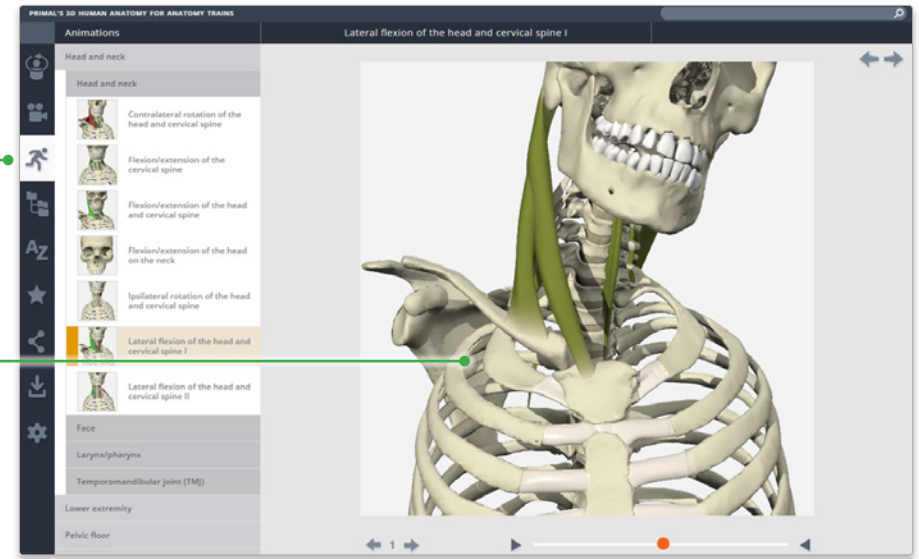 PRIMAL'S 3D HUMAN ANATOMY FOR ANATOMY TRAINS
Animations
Lateral flexion of the head and cervical spine I
Head and neck
Head and neck
Contralateral rotation of the
head and cervical spine
Flexion/extension of the
cervical spine
Flexion/extension of the head
and cervical spine
Flexion/extension of the head
on the neck
Ipsilateral rotation of the head
and cervical spine
Lateral flexion of the head and
cervical spine I
Lateral flexion of the head and
cervical spine II
Face
Larynx/pharynx
Temporomandibular joint (TMJ)
Lower extremity
Pelvic floor
AZ
1